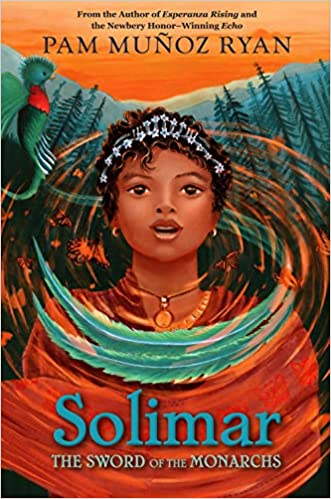 From the Author of Esperanza Rising and
the Newbery Honor–Winning Echo
PAM MUÑOZ RYAN
Solimar
THE SWORD OF THE MONARCHS